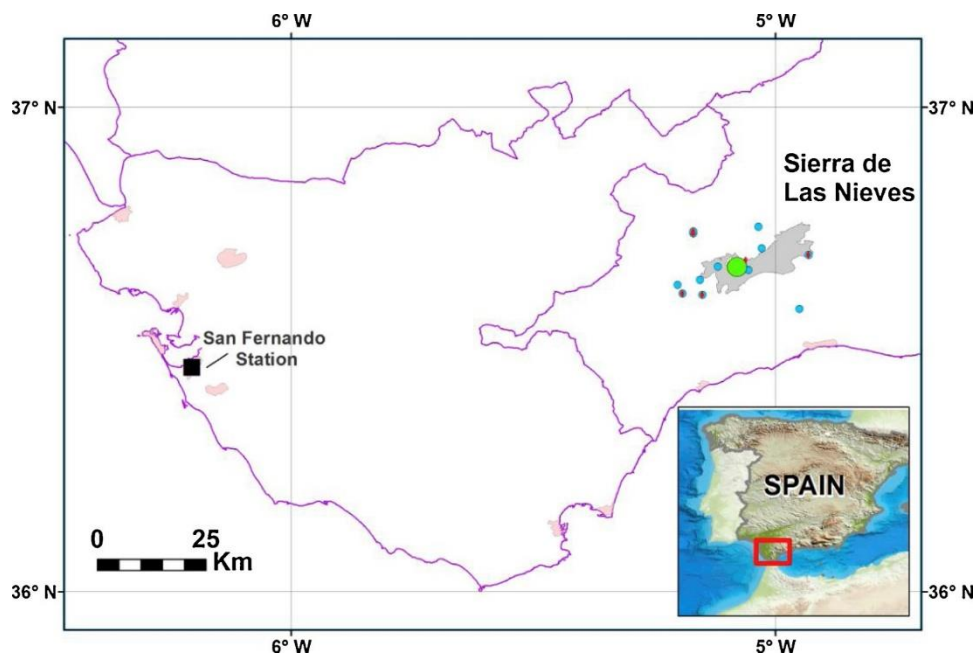 6° W
5° W
37° N
37° N
Sierra de
Las Nieves
San Fernando
Station
SPAIN
0
25
Km
36° N
36° N
6° W
5° W